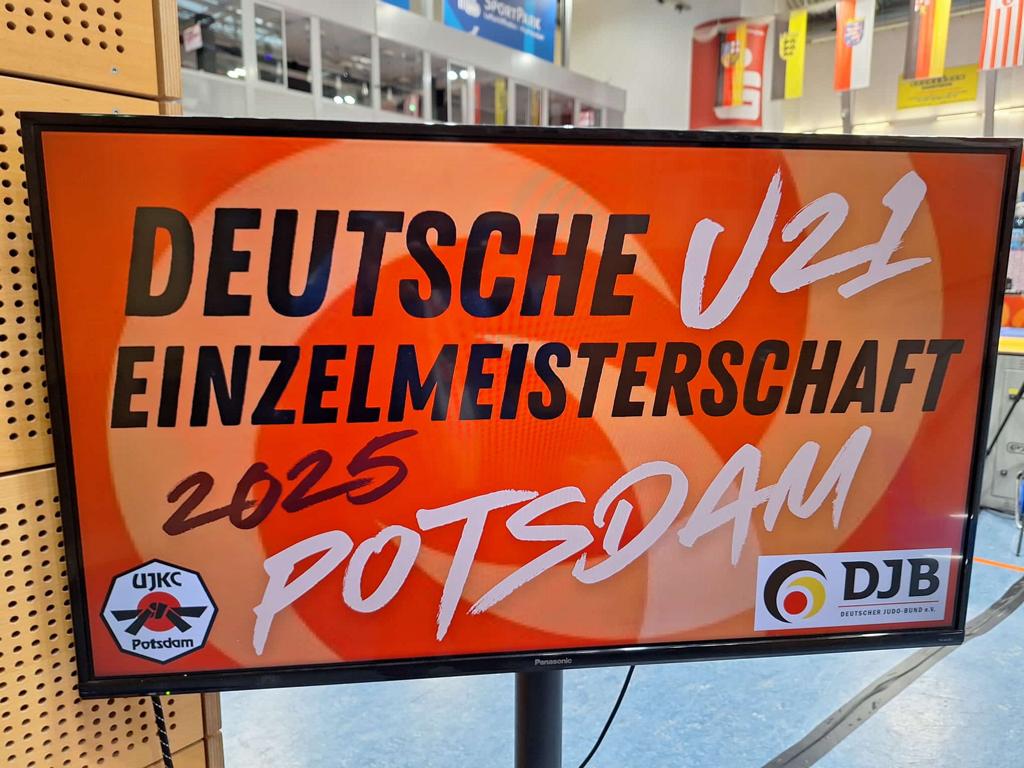 SPORTPARK
DEUTSCHE U21
EINZELMEISTERSCHAFT
2025
POTSDAM
UJKC
Potsdam
DJB
DEUTSCHER JUDO-BUND e.V.
Panasonic